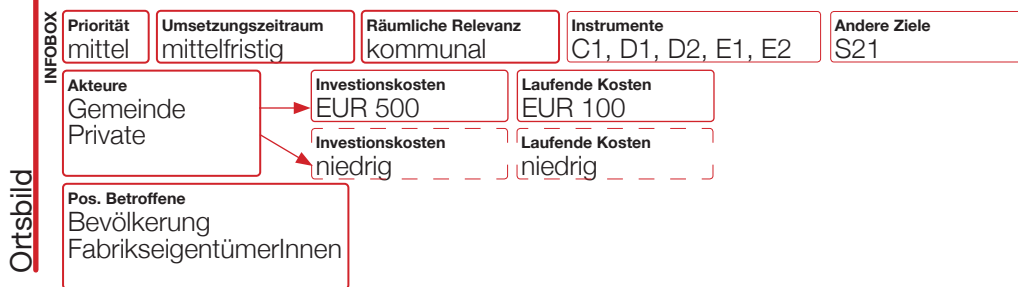 Ortsbild
INFOBOX
Priorität
mittel
Umsetzungszeitraum
mittelfristig
Räumliche Relevanz
kommunal
Instrumente
C1, D1, D2, E1, E2
Andere Ziele
S21
Akteure
Gemeinde
Private
Investionskosten
EUR 500
Laufende Kosten
EUR 100
Investionskosten
niedrig
Laufende Kosten
niedrig
Pos. Betroffene
Bevölkerung
FabrikseigentümerInnen